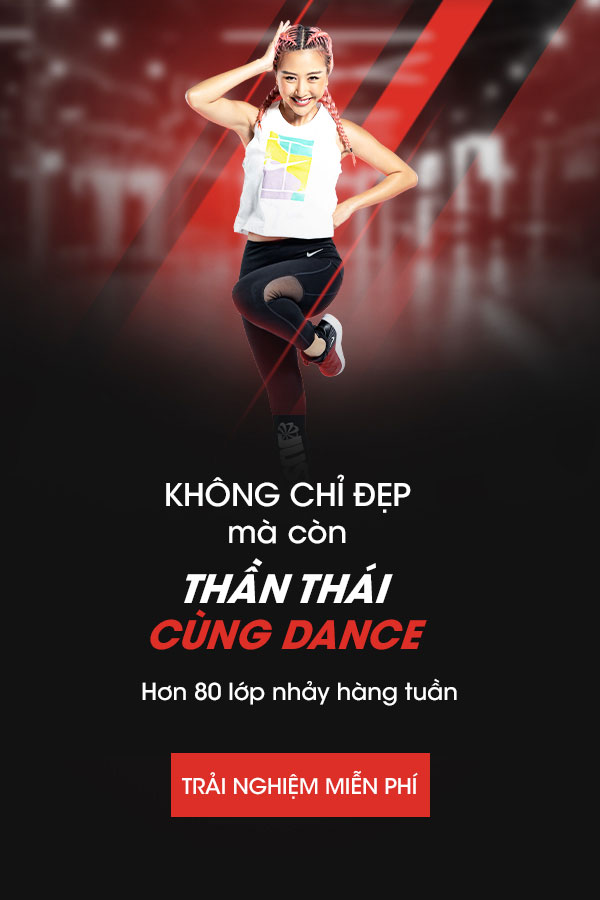 KHÔNG CHỈ ĐẸP
mà còn
THẦN THÁI
CÙNG DANCE
Hơn 80 lớp nhảy hàng tuần
TRẢI NGHIỆM MIỄN PHÍ